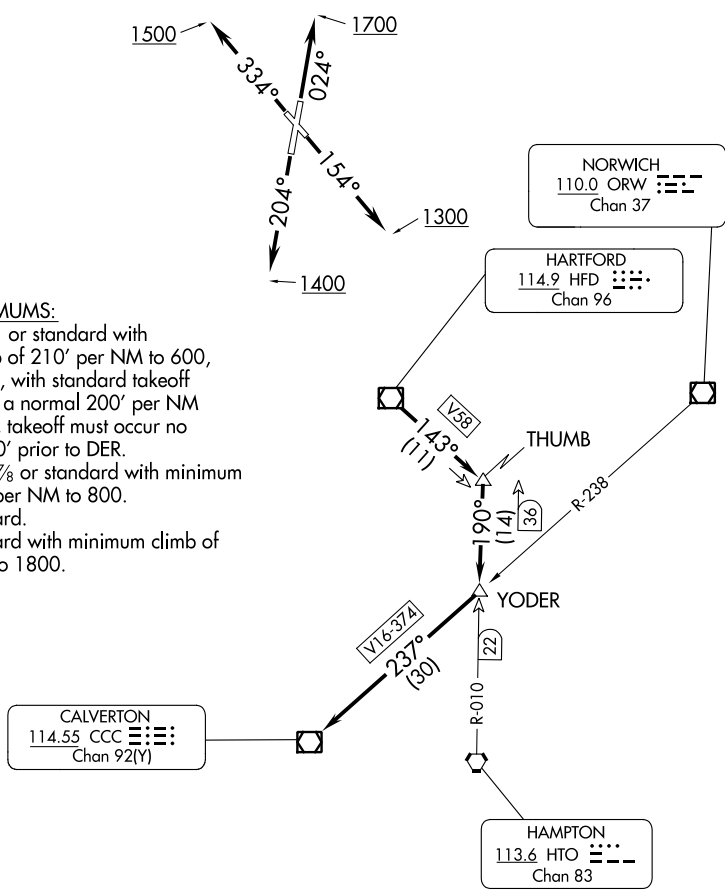 1500
1700
334°
024°
204°
154°
1300
1400
NORWICH
110.0 ORW
Chan 37
HARTFORD
114.9 HFD
Chan 96
MUMS:
or standard with
of 210' per NM to 600,
, with standard takeoff
a normal 200' per NM
takeoff must occur no
0' prior to DER.
⅞ or standard with minimum
per NM to 800.
ard.
ard with minimum climb of
o 1800.
V58
143°
(11)
THUMB
190°
(14)
36
R-238
YODER
V16-374
237°
(30)
22
R-010
CALVERTON
114.55 CCC
Chan 92(Y)
HAMPTON
113.6 HTO
Chan 83